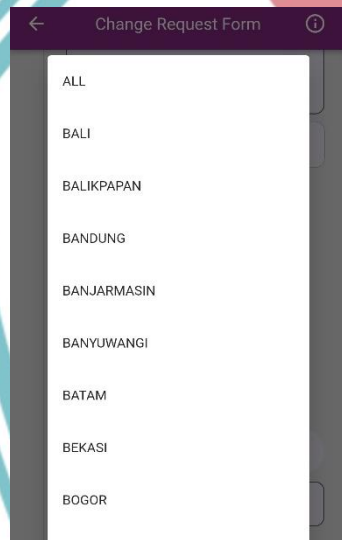 Change Request Form
ALL
BALI
BALIKPAPAN
BANDUNG
BANJARMASIN
BANYUWANGI
BATAM
BEKASI
BOGOR